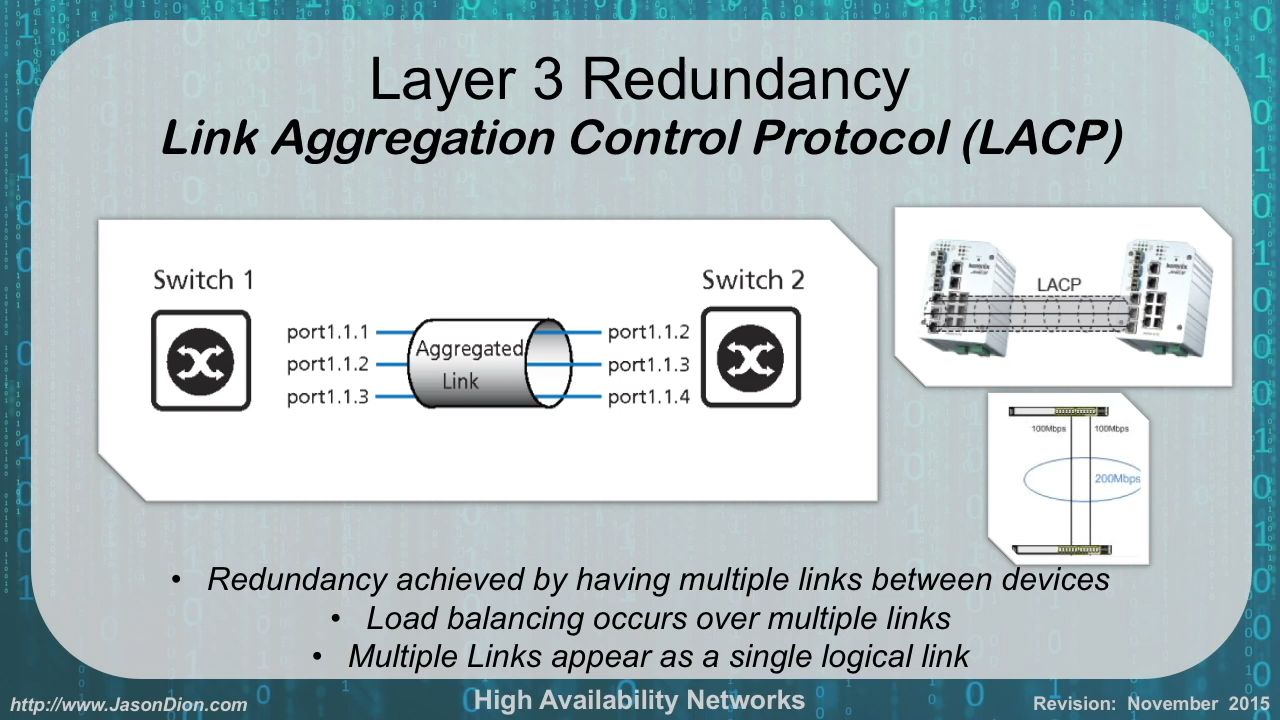 Layer 3 Redundancy
Link Aggregation Control Protocol (LACP)
Switch 1
Switch 2
port1.1.1
port1.1.2
port1.1.3
Aggregated
Link
port1.1.2
port1.1.3
port1.1.4
LACP
100Mbps
100Mbps
200Mbps
• Redundancy achieved by having multiple links between devices
• Load balancing occurs over multiple links
• Multiple Links appear as a single logical link
http://www.JasonDion.com
High Availability Networks
Revision: November 2015